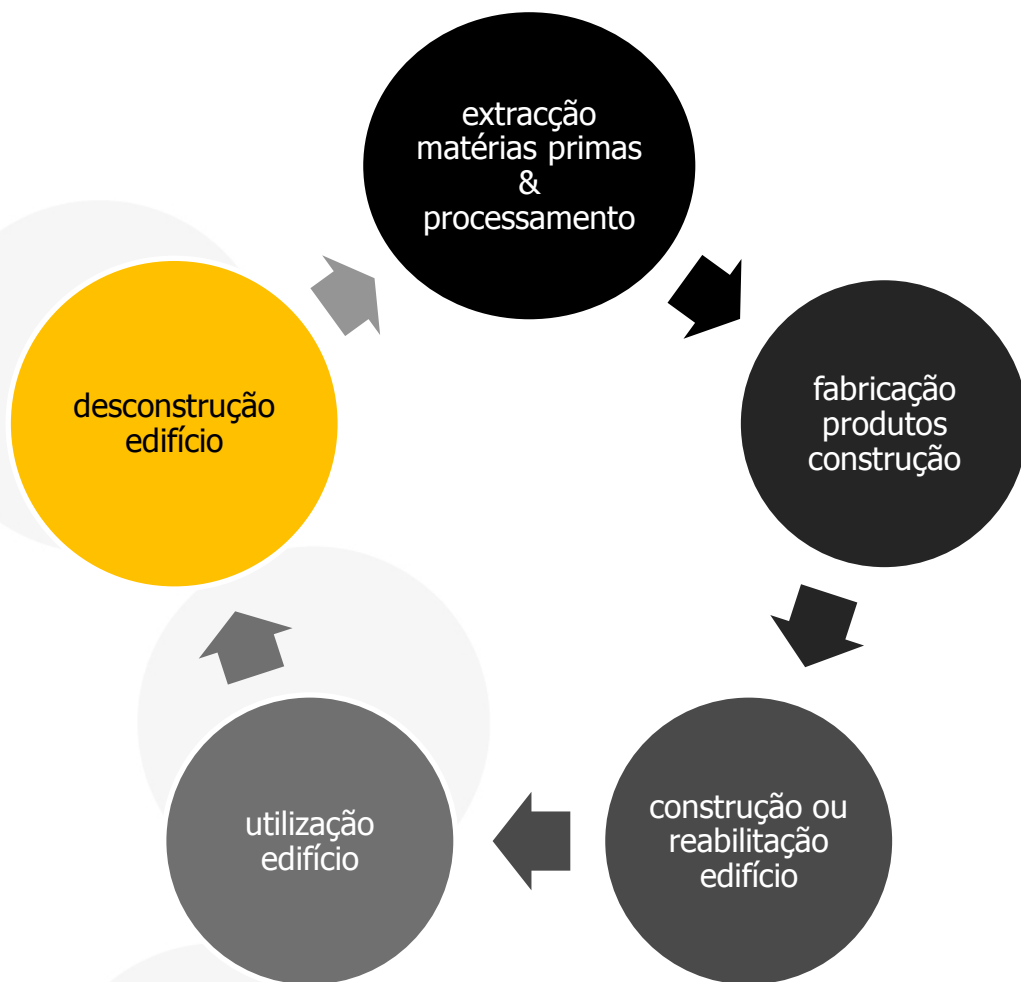 extracção
matérias primas
&
processamento
fabricação
produtos
construção
construção ou
reabilitação
edifício
utilização
edifício
desconstrução
edifício